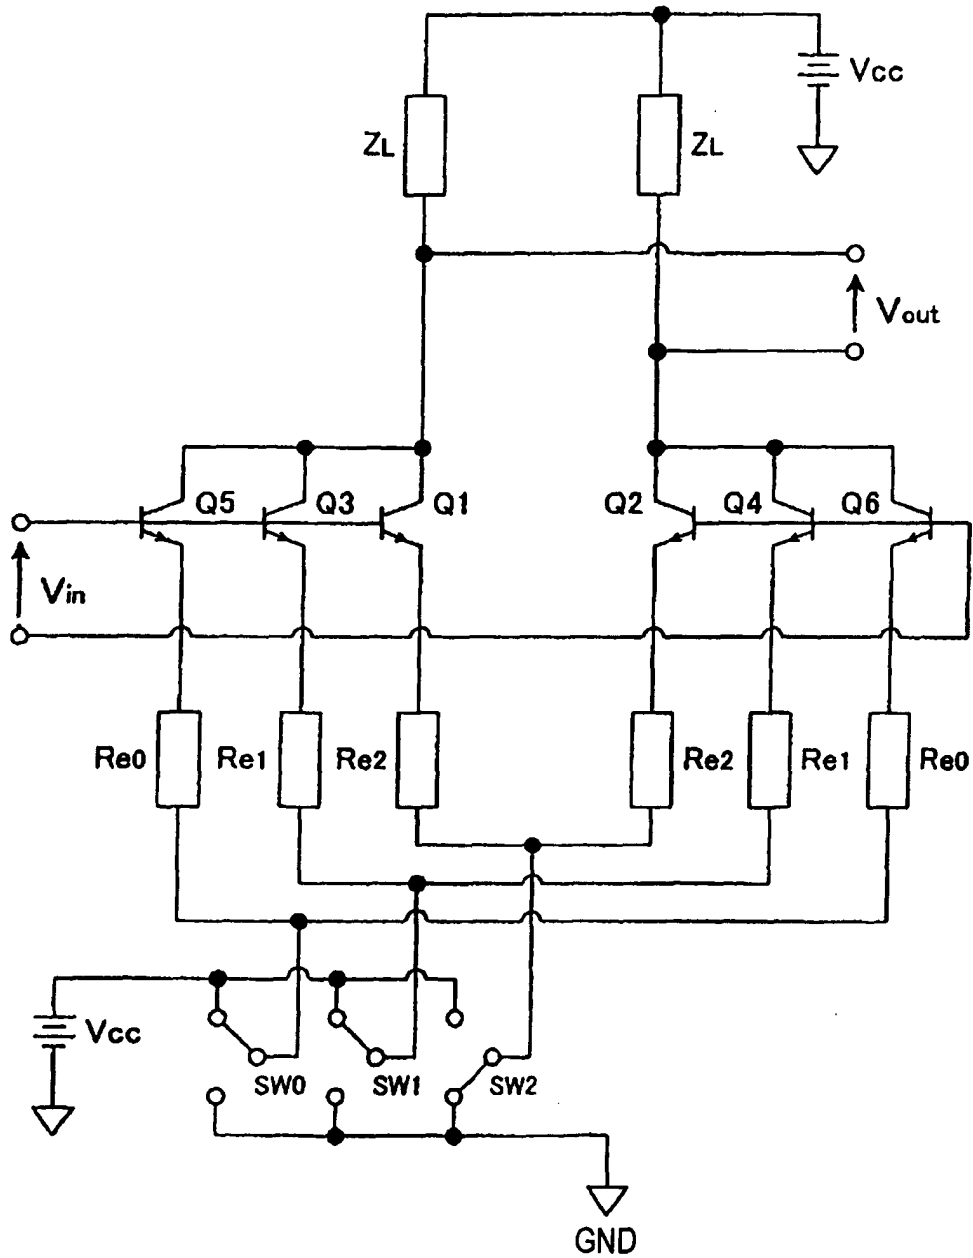 Vcc
ZL
ZL
Vout
Q5
Q3
Q1
Q2
Q4
Q6
Vin
Re0
Re1
Re2
Re2
Re1
Re0
Vcc
SW0
SW1
SW2
GND